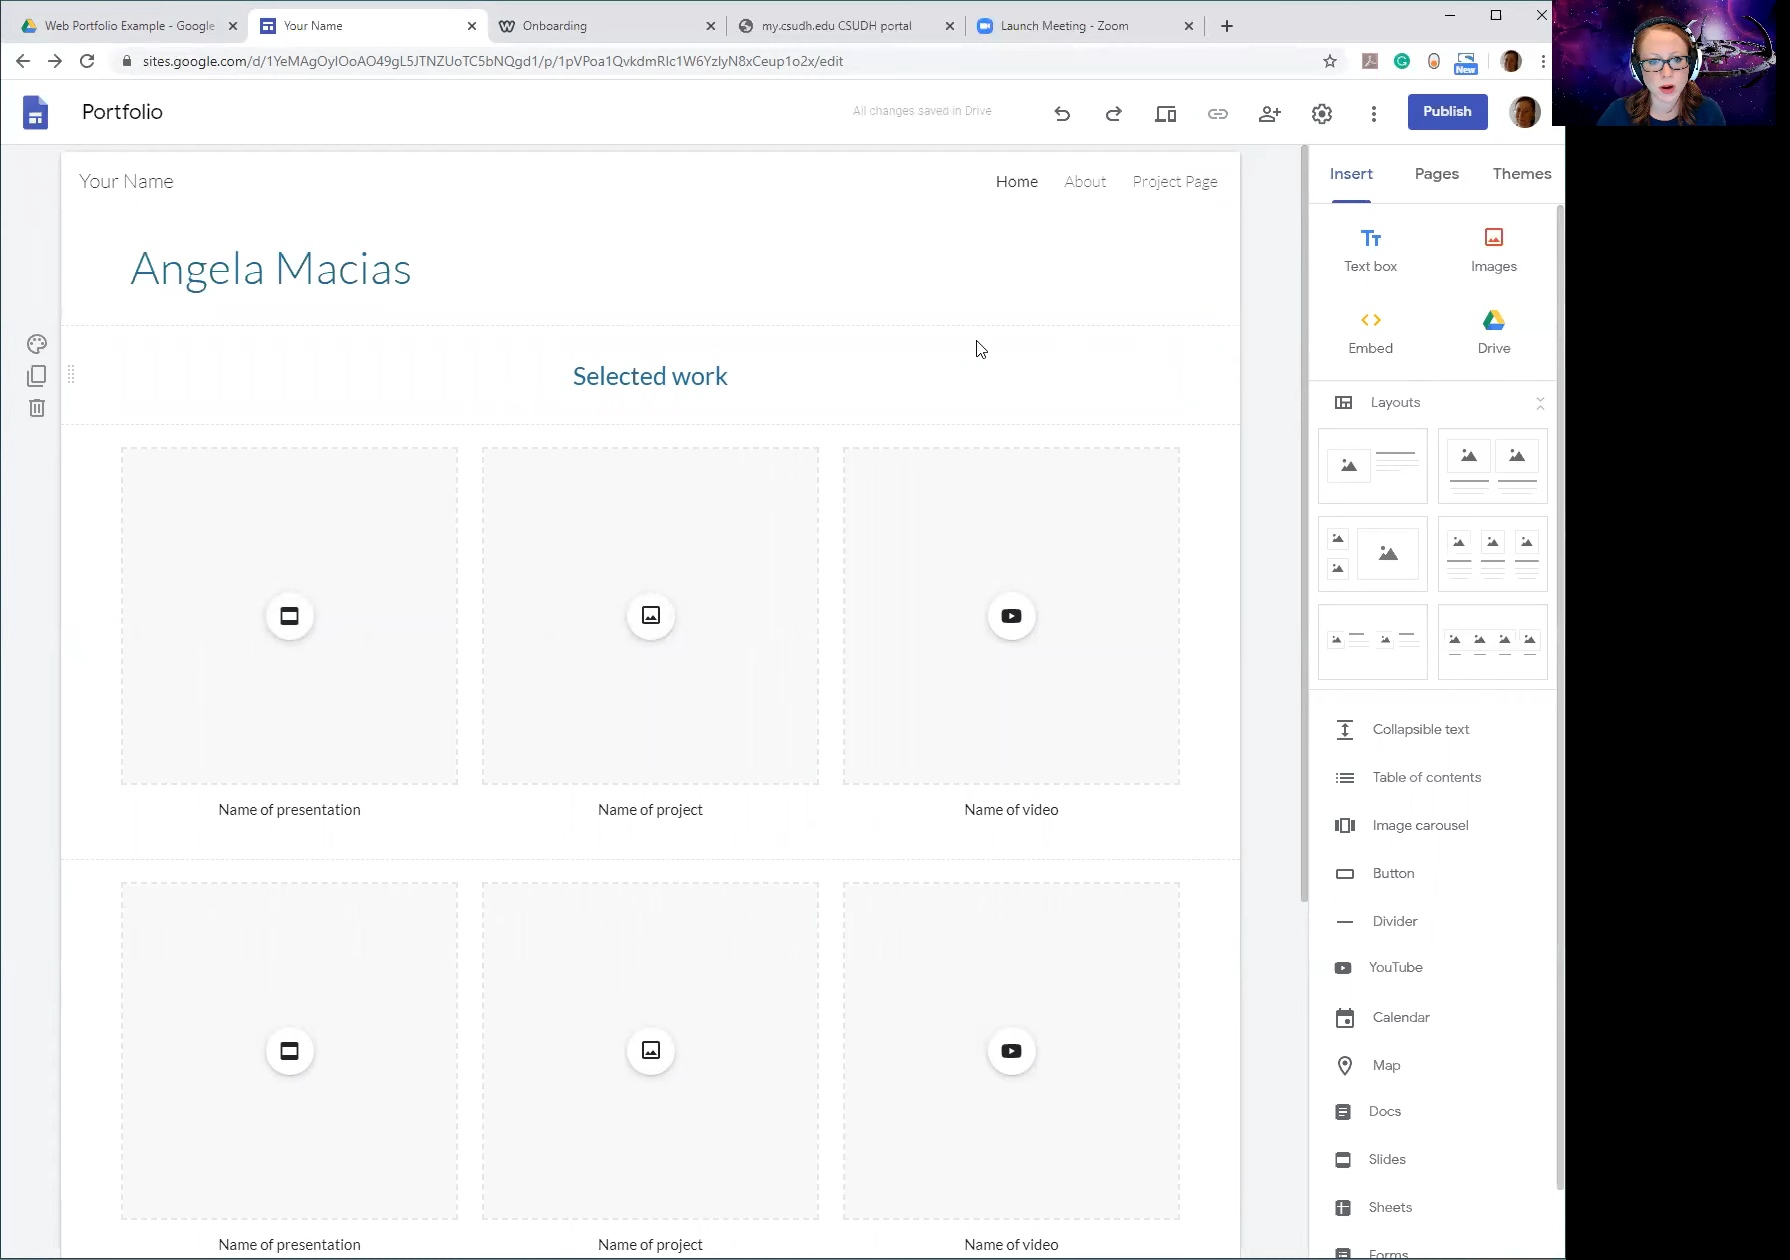 Web Portfolio Example - Google
Your Name
Onboarding
my.csudh.edu CSUDH portal
Launch Meeting - Zoom
sites.google.com/d/1YeMAgOylOoAO49gL5JTNZUoTC5bNQgd1/p/1pVPoa1QvkdmRlc1W6YzlyN8xCeup1o2x/edit
New
Portfolio
All changes saved in Drive
Publish
Your Name
Home
About
Project Page
Angela Macias
Selected work
Name of presentation
Name of project
Name of video
Name of presentation
Name of project
Name of video
Insert
Pages
Themes
Text box
Images
Embed
Drive
Layouts
Collapsible text
Table of contents
Image carousel
Button
Divider
YouTube
Calendar
Map
Docs
Slides
Sheets
Forms